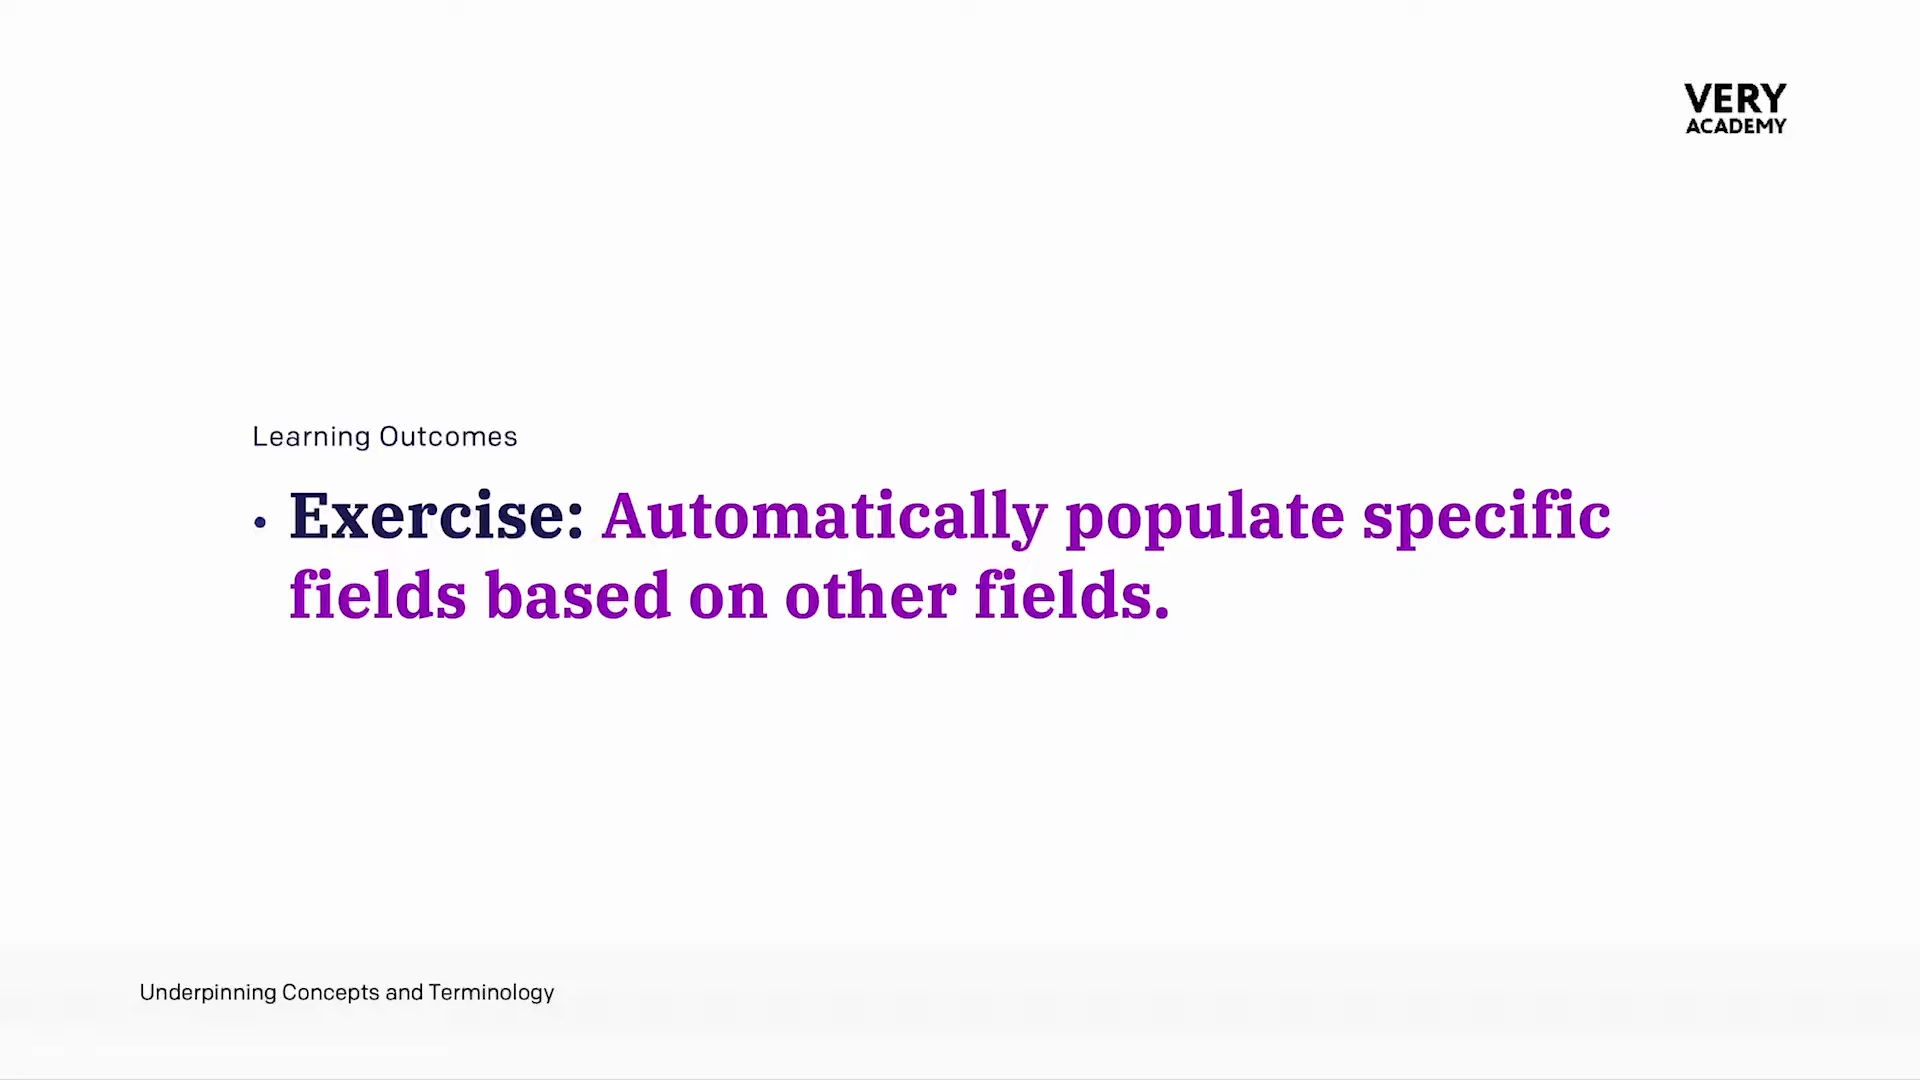 VERY
ACADEMY
Learning Outcomes
• Exercise: Automatically populate specific
fields based on other fields.
Underpinning Concepts and Terminology